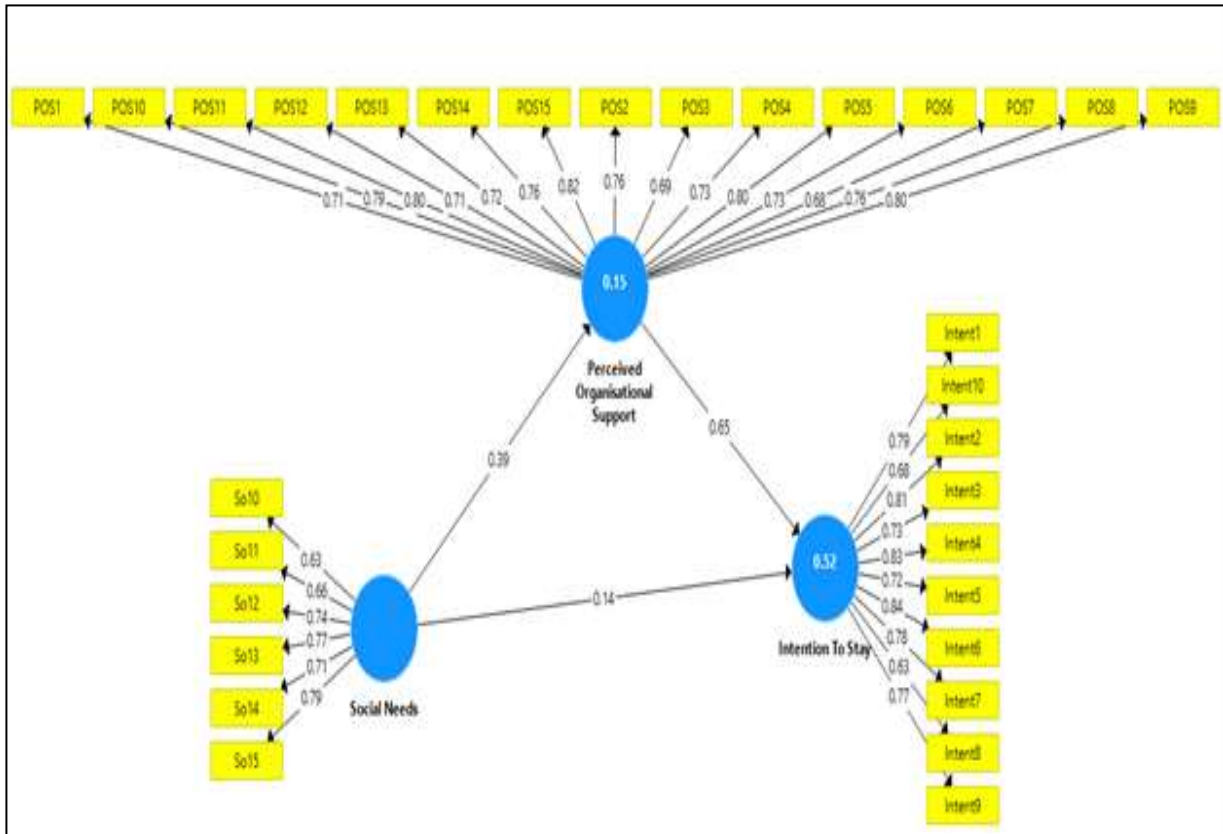 POS1 POS10 POS11 POS12 POS13 POS14 POS15 POS2 POS3 POS4 POS5 POS6 POS7 POS8 POS9
0.71 0.79 0.80 0.71 0.72 0.76 0.82 0.76 0.69 0.73 0.80 0.73 0.68 0.76 0.80
0.15
Perceived
Organisational
Support
0.39
0.65
0.14
So10
So11
So12
So13
So14
So15
0.63
0.66
0.74
0.77
0.71
0.79
Social Needs
0.52
Intention To Stay
0.79
0.68
0.81
0.73
0.83
0.72
0.84
0.78
0.63
0.77
Intent1
Intent10
Intent2
Intent3
Intent4
Intent5
Intent6
Intent7
Intent8
Intent9